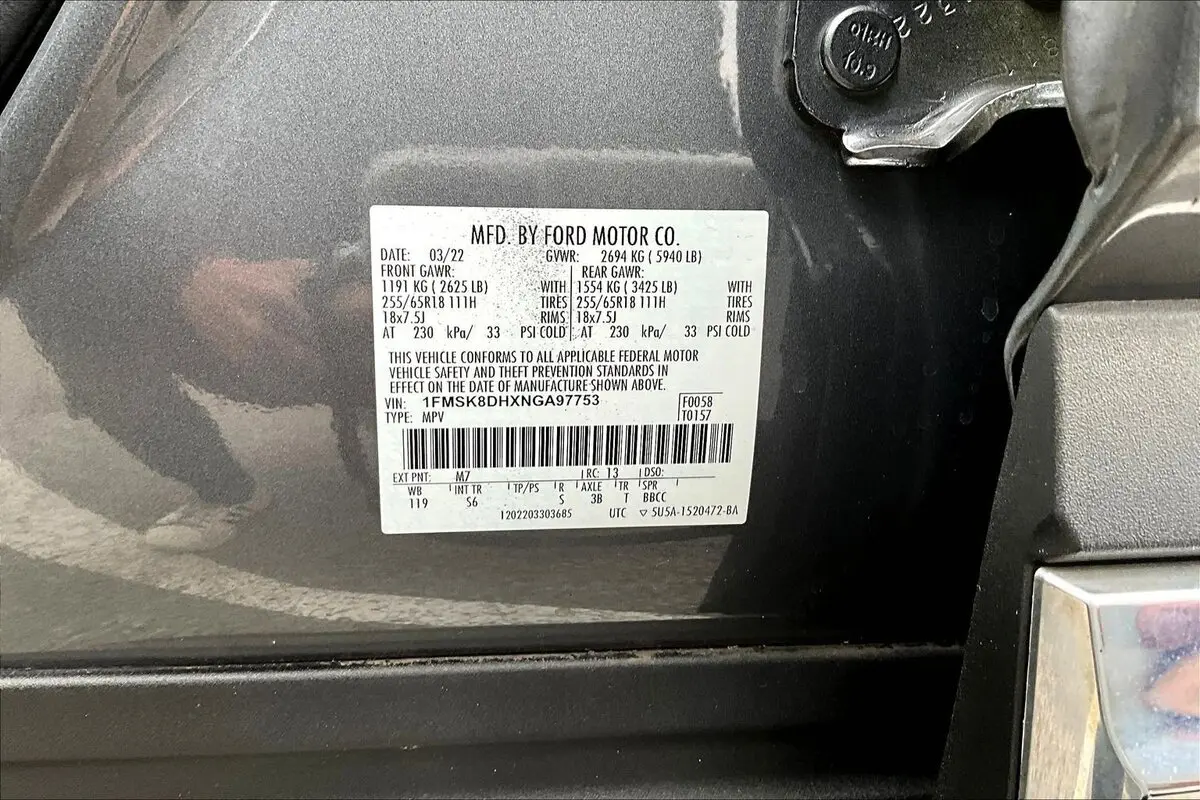 MFD. BY FORD MOTOR CO.
DATE: 03/22 GVWR: 2694 KG ( 5940 LB)
FRONT GAWR: REAR GAWR:
1191 KG ( 2625 LB) WITH 1554 KG ( 3425 LB) WITH
255/65R18 111H TIRES 255/65R18 111H TIRES
18x7.5J RIMS 18x7.5J RIMS
AT 230 kPa/ 33 PSI COLD AT 230 kPa/ 33 PSI COLD
THIS VEHICLE CONFORMS TO ALL APPLICABLE FEDERAL MOTOR
VEHICLE SAFETY AND THEFT PREVENTION STANDARDS IN
EFFECT ON THE DATE OF MANUFACTURE SHOWN ABOVE.
VIN: 1FMSK8DHXNGA97753 F0058
TYPE: MPV T0157
EXT PNT: M7 RC: 13 DSO:
WB INT TR TP/PS R AXLE TR SPR
119 S6 S 3B T BBCC
1202203303685 UTC ▽ 5U5A-1520472-BA
10.9